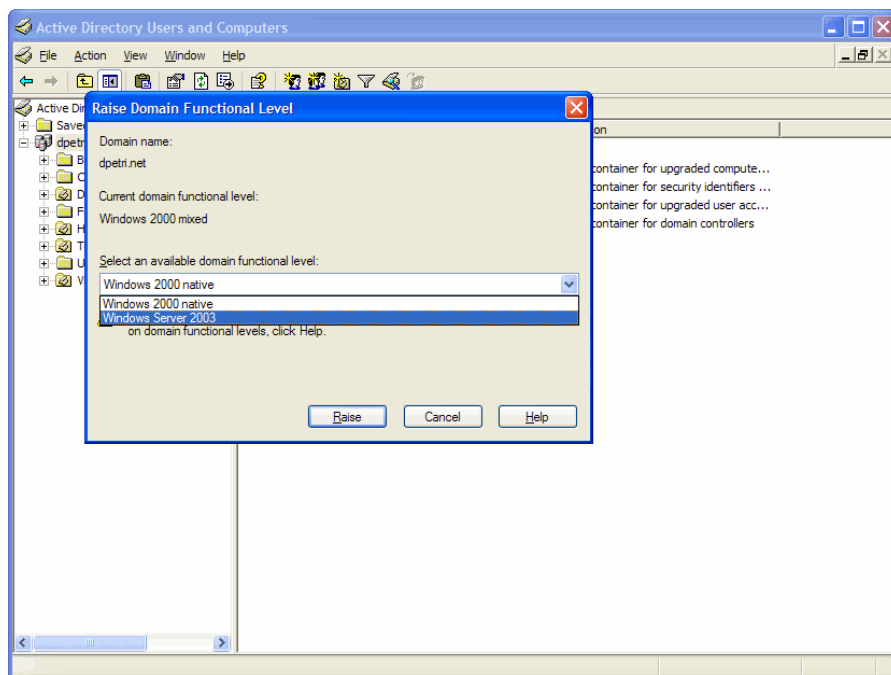 Active Directory Users and Computers
File Action View Window Help
Active Dir
Saved
dpetri
B
C
D
F
H
T
U
V
on
container for upgraded compute...
container for security identifiers ...
container for upgraded user acc...
container for domain controllers
Raise Domain Functional Level
Domain name:
dpetri.net
Current domain functional level:
Windows 2000 mixed
Select an available domain functional level:
Windows 2000 native
Windows 2000 native
Windows Server 2003
on domain functional levels, click Help.
Raise Cancel Help